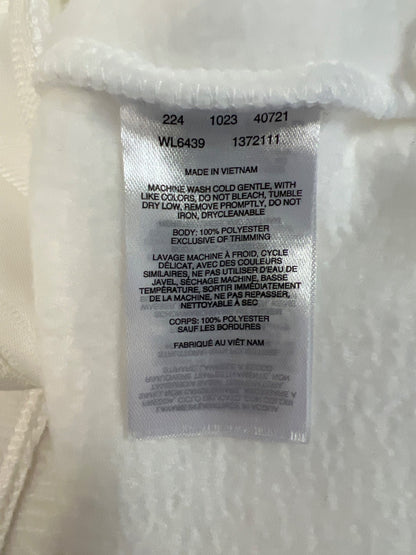 224 1023 40721
WL6439 1372111
MADE IN VIETNAM
MACHINE WASH COLD GENTLE, WITH
LIKE COLORS, DO NOT BLEACH, TUMBLE
DRY LOW, REMOVE PROMPTLY, DO NOT
IRON, DRYCLEANABLE
BODY: 100% POLYESTER
EXCLUSIVE OF TRIMMING
LAVAGE MACHINE À FROID, CYCLE
DÉLICAT, AVEC DES COULEURS
SIMILAIRES, NE PAS UTILISER D'EAU DE
JAVEL, SÉCHAGE MACHINE, BASSE
TEMPÉRATURE, SORTIR IMMÉDIATEMENT
DE LA MACHINE, NE PAS REPASSER,
NETTOYABLE À SEC
CORPS: 100% POLYESTER
SAUF LES BORDURES
FABRIQUÉ AU VIÊT NAM